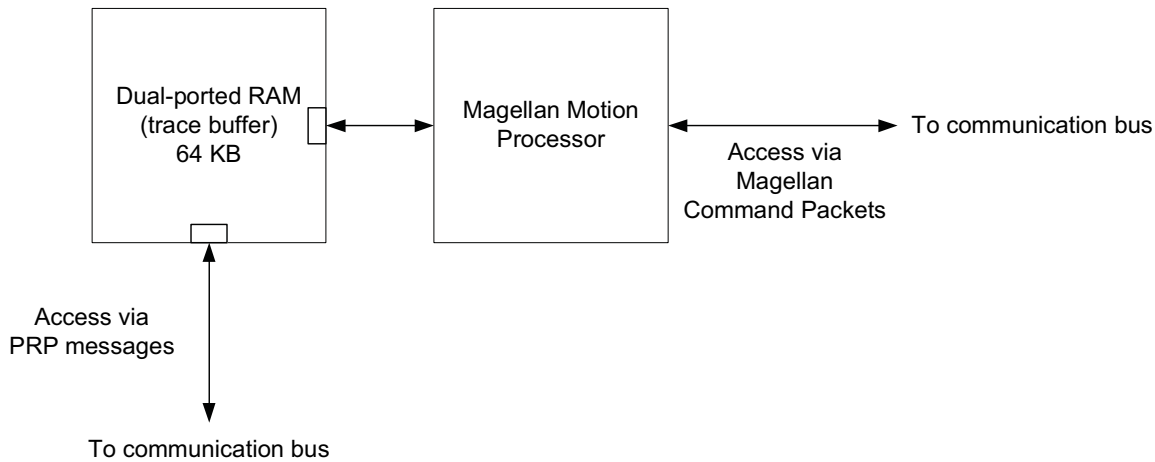 Dual-ported RAM
(trace buffer)
64 KB
Magellan Motion
Processor
To communication bus
Access via
Magellan
Command Packets
Access via
PRP messages
To communication bus